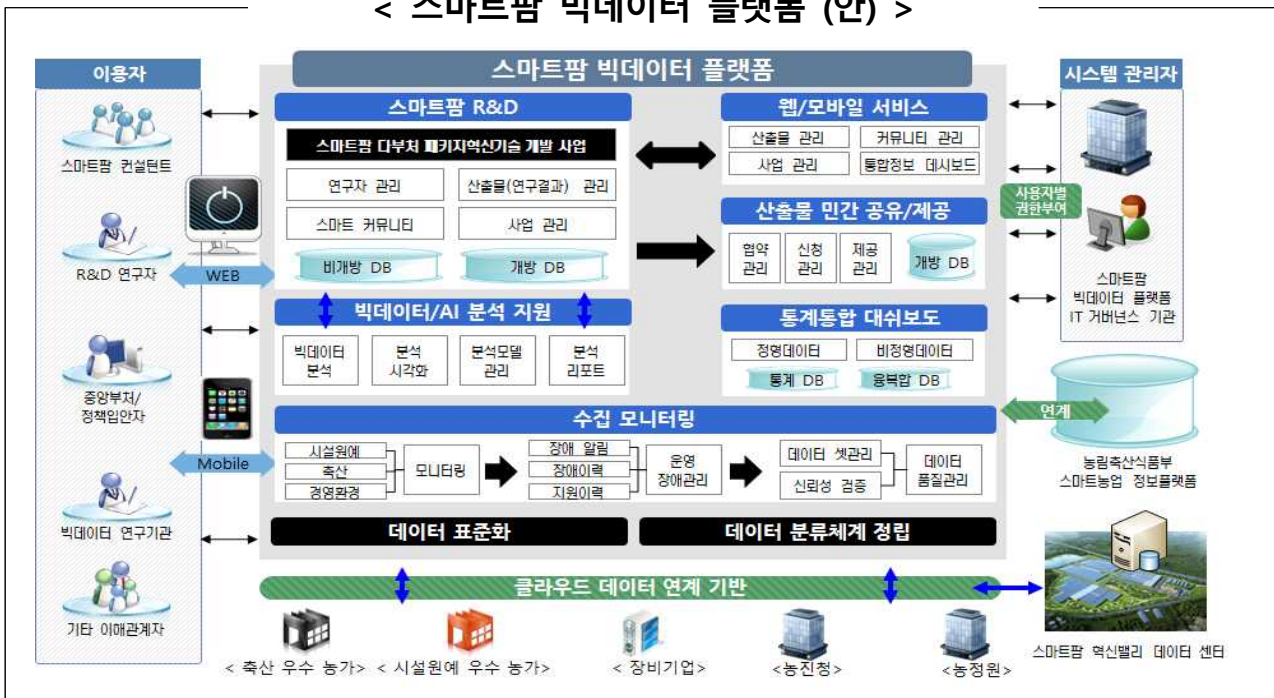 < 스마트팜 빅데이터 플랫폼 (안) >
이용자
스마트팜 컨설턴트
R&D 연구자
중앙부처/
정책입안자
빅데이터 연구기관
기타 이해관계자
WEB
Mobile
스마트팜 빅데이터 플랫폼
스마트팜 R&D
스마트팜 다부처 패키지혁신기술 개발 사업
연구자 관리
산출물(연구결과) 관리
스마트 커뮤니티
사업 관리
비개방 DB
개방 DB
웹/모바일 서비스
산출물 관리
커뮤니티 관리
사업 관리
통합정보 데시보드
산출물 민간 공유/제공
협약
관리
신청
관리
제공
관리
개방 DB
빅데이터/AI 분석 지원
빅데이터
분석
분석
시각화
분석모델
관리
분석
리포트
통계통합 대쉬보도
정형데이터
비정형데이터
통계 DB
융복합 DB
수집 모니터링
시설원예
축산
경영환경
모니터링
장애 알림
장애이력
지원이력
운영
장애관리
데이터 셋관리
신뢰성 검증
데이터
품질관리
데이터 표준화
데이터 분류체계 정립
클라우드 데이터 연계 기반
< 축산 우수 농가>
< 시설원예 우수 농가>
< 장비기업>
<농진청>
<농정원>
시스템 관리자
사용자별
권한부여
스마트팜
빅데이터 플랫폼
IT 거버넌스 기관
연계
농림축산식품부
스마트농업 정보플랫폼
스마트팜 혁신밸리 데이터 센터